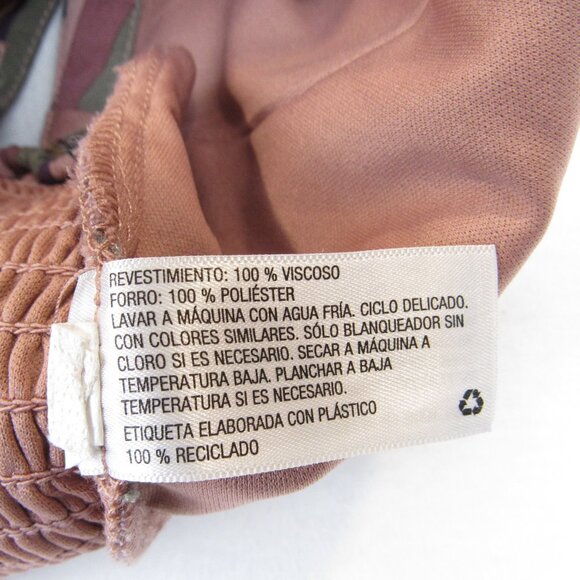 REVESTIMIENTO: 100 % VISCOSO
FORRO: 100 % POLIÉSTER
LAVAR A MÁQUINA CON AGUA FRÍA. CICLO DELICADO.
CON COLORES SIMILARES. SÓLO BLANQUEADOR SIN
CLORO SI ES NECESARIO. SECAR A MÁQUINA A
TEMPERATURA BAJA. PLANCHAR A BAJA
TEMPERATURA SI ES NECESARIO.
ETIQUETA ELABORADA CON PLÁSTICO
100 % RECICLADO